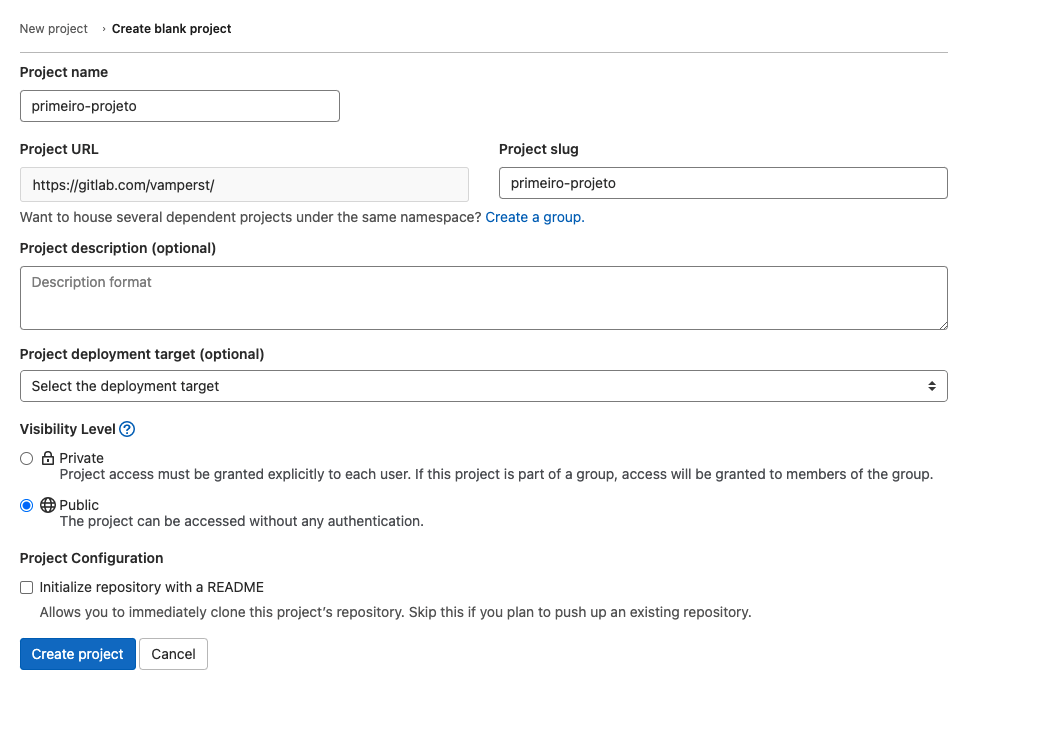 New project › Create blank project
Project name
primeiro-projeto
Project URL Project slug
https://gitlab.com/vamperst/ primeiro-projeto
Want to house several dependent projects under the same namespace? Create a group.
Project description (optional)
Description format
Project deployment target (optional)
Select the deployment target
Visibility Level ?
Private
Project access must be granted explicitly to each user. If this project is part of a group, access will be granted to members of the group.
Public
The project can be accessed without any authentication.
Project Configuration
Initialize repository with a README
Allows you to immediately clone this project’s repository. Skip this if you plan to push up an existing repository.
Create project Cancel